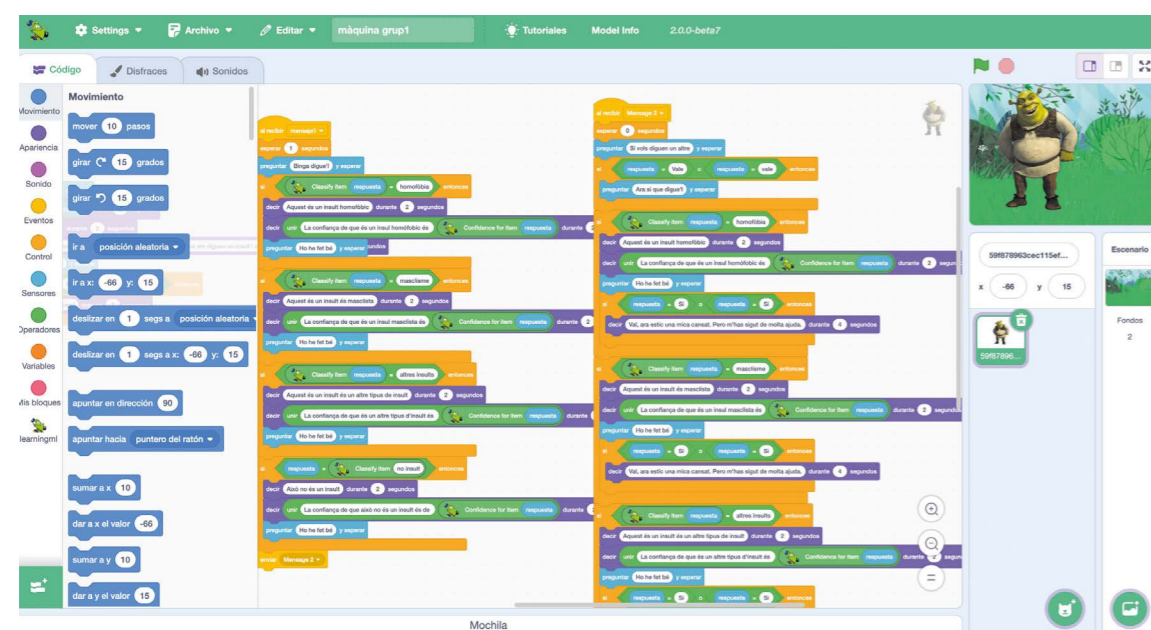 Settings Archivo Editar màquina grup1 Tutoriales Model Info 2.0.0-beta7
Código Disfraces Sonidos
Movimiento
Apariencia
Sonido
Eventos
Control
Sensores
Operadores
Variables
Mis bloques
learningml
Movimiento
mover 10 pasos
girar 15 grados
girar 15 grados
ir a posición aleatoria
ir a x: -66 y: 15
deslizar en 1 segs a posición aleatoria
deslizar en 1 segs a x: -66 y: 15
apuntar en dirección 90
apuntar hacia puntero del ratón
sumar a x 10
dar a x el valor -66
sumar a y 10
dar a y el valor 15
al recibir mensaje1
esperar 1 segundos
preguntar Binga digue'l y esperar
si Classify item respuesta = homofòbia entonces
decir Aquest és un insult homofòbic durante 2 segundos
decir unir La confiança de que és un insul homòfobic és Confidence for item respuesta durante
preguntar Ho he fet bé y esperar
si Classify item respuesta = masclisme entonces
decir Aquest és un insult és masclista durante 2 segundos
decir unir La confiança de que és un insul masclista és Confidence for item respuesta durante 2
preguntar Ho he fet bé y esperar
si Classify item respuesta = altres insults entonces
decir Aquest és un insult és un altre tipus de insult durante 2 segundos
decir unir La confiança de que és un altre tipus d'insult és Confidence for item respuesta durante
preguntar Ho he fet bé y esperar
si respuesta = Classify item no insult entonces
decir Això no és un insult durante 2 segundos
decir unir La confiança de que això no és un insult és de Confidence for item respuesta durante
preguntar Ho he fet bé y esperar
enviar Mensage 2
al recibir Mensage 2
esperar 0 segundos
preguntar Si vols diguen un altre y esperar
si respuesta = Vale o respuesta = vale entonces
preguntar Ara si que digue'l y esperar
si Classify item respuesta = homofòbia entonces
decir Aquest és un insult homofòbic durante 2 segundos
decir unir La confiança de que és un insul homòfobic és Confidence for item respuesta durante 2 segun
preguntar Ho he fet bé y esperar
si respuesta = Si o respuesta = Sí entonces
decir Val, ara estic una mica cansat. Pero m'has sigut de molta ajuda. durante 4 segundos
si Classify item respuesta = masclisme entonces
decir Aquest és un insult és masclista durante 2 segundos
decir unir La confiança de que és un insul masclista és Confidence for item respuesta durante 2 segundos
preguntar Ho he fet bé y esperar
si respuesta = Si o respuesta = Sí entonces
decir Val, ara estic una mica cansat. Pero m'has sigut de molta ajuda. durante 4 segundos
si Classify item respuesta = altres insults entonces
decir Aquest és un insult és un altre tipus de insult durante 2 segundos
decir unir La confiança de que és un altre tipus d'insult és Confidence for item respuesta durante 2 segun
preguntar Ho he fet bé y esperar
si respuesta = Si o respuesta = Sí entonces
59f878963cec115ef...
x -66 y 15
59f87896...
Escenario
Fondos
2
Mochila